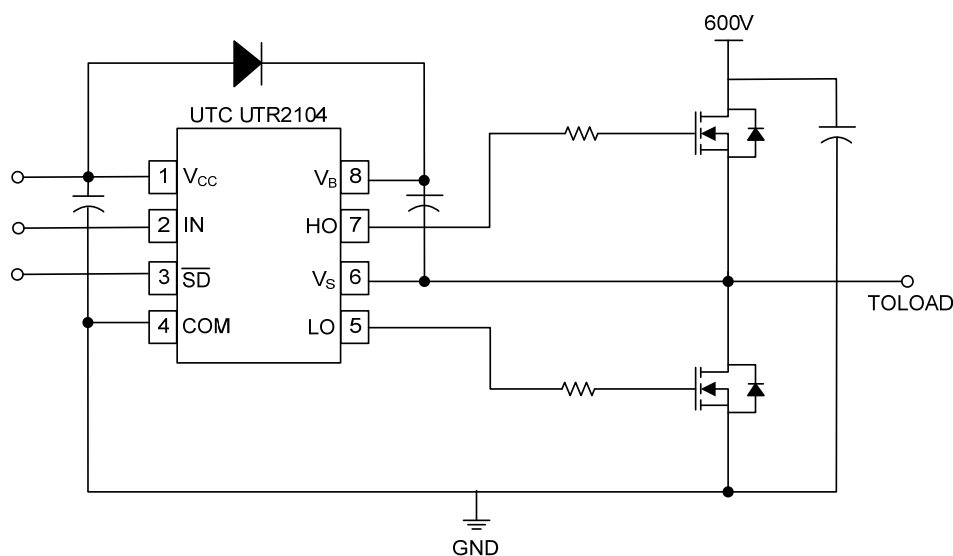 600V
UTC UTR2104
1 VCC VB 8
2 IN HO 7
3 SD VS 6
4 COM LO 5
TOLOAD
GND